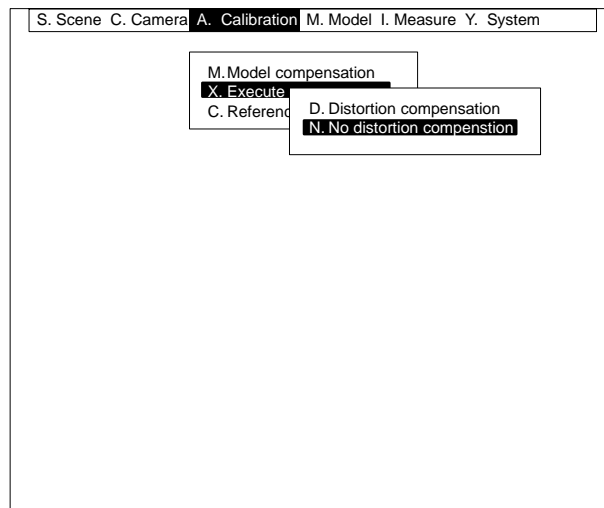 S. Scene C. Camera A. Calibration M. Model I. Measure Y. System
M. Model compensation
X. Execute
C. Referenc
D. Distortion compensation
N. No distortion compenstion